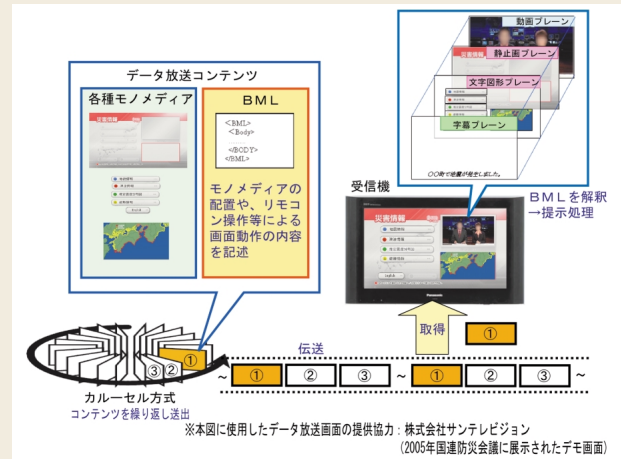 動画プレーン
静止画プレーン
文字図形プレーン
字幕プレーン
〇〇町で地震が発生しました。
データ放送コンテンツ
各種モノメディア
BML
<BML>
<Body>
</BODY>
</BML>
モノメディアの
配置や、リモコ
ン操作等による
画面動作の内容
を記述
受信機
災害情報
Panasonic
BMLを解釈
→提示処理
取得
①
伝送
①
③②
~ ① ② ③ ~ ① ② ③ ~
カルーセル方式
コンテンツを繰り返し送出
※本図に使用したデータ放送画面の提供協力:株式会社サンテレビジョン
(2005年国連防災会議に展示されたデモ画面)